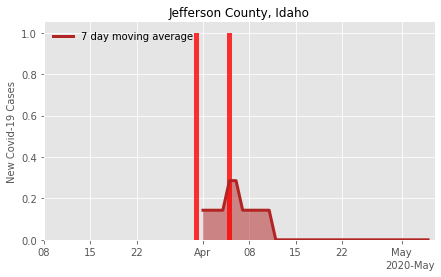 Jefferson County, Idaho
7 day moving average
New Covid-19 Cases
1.0
0.8
0.6
0.4
0.2
0.0
08 15 22 Apr 08 15 22 May
2020-May